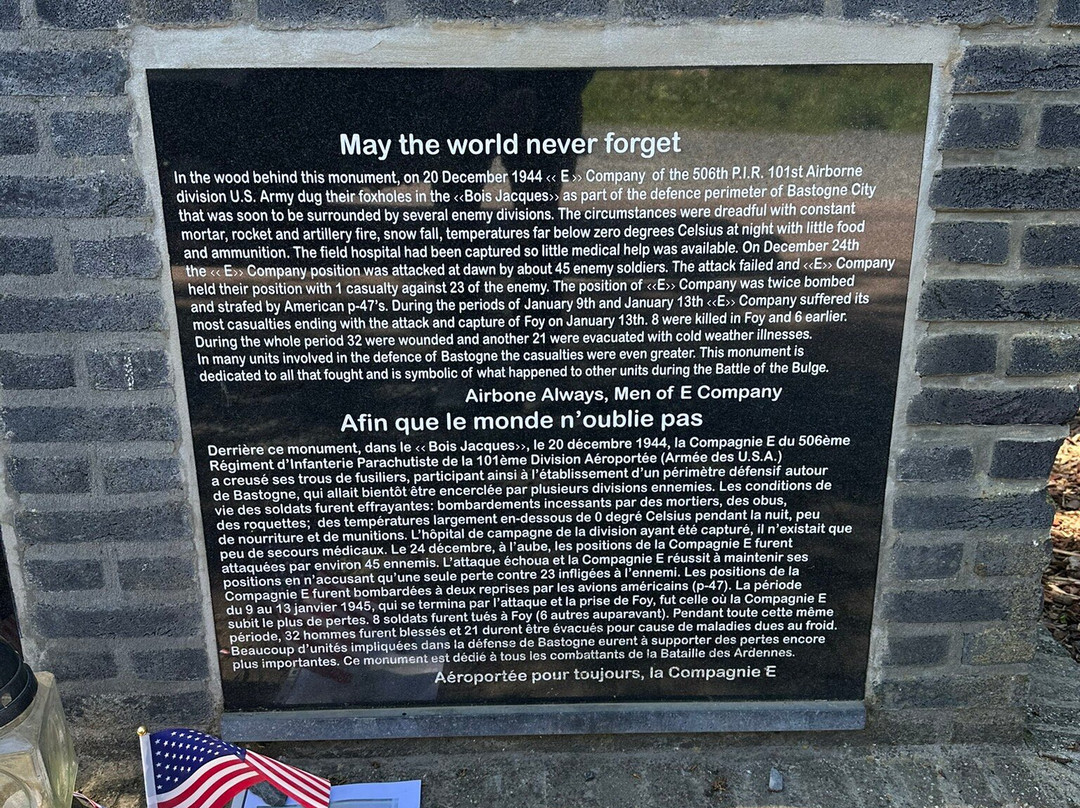 May the world never forget
In the wood behind this monument, on 20 December 1944 ‹‹ E ›› Company of the 506th P.I.R. 101st Airborne
division U.S. Army dug their foxholes in the ‹‹Bois Jacques›› as part of the defence perimeter of Bastogne City
that was soon to be surrounded by several enemy divisions. The circumstances were dreadful with constant
mortar, rocket and artillery fire, snow fall, temperatures far below zero degrees Celsius at night with little food
and ammunition. The field hospital had been captured so little medical help was available. On December 24th
the ‹‹ E›› Company position was attacked at dawn by about 45 enemy soldiers. The attack failed and ‹‹E›› Company
held their position with 1 casualty against 23 of the enemy. The position of ‹‹E›› Company was twice bombed
and strafed by American p-47's. During the periods of January 9th and January 13th ‹‹E›› Company suffered its
most casualties ending with the attack and capture of Foy on January 13th. 8 were killed in Foy and 6 earlier.
During the whole period 32 were wounded and another 21 were evacuated with cold weather illnesses.
In many units involved in the defence of Bastogne the casualties were even greater. This monument is
dedicated to all that fought and is symbolic of what happened to other units during the Battle of the Bulge.
Airbone Always, Men of E Company
Afin que le monde n'oublie pas
Derrière ce monument, dans le ‹‹ Bois Jacques››, le 20 décembre 1944, la Compagnie E du 506ème
Régiment d'Infanterie Parachutiste de la 101ème Division Aéroportée (Armée des U.S.A.)
a creusé ses trous de fusiliers, participant ainsi à l'établissement d'un périmètre défensif autour
de Bastogne, qui allait bientôt être encerclée par plusieurs divisions ennemies. Les conditions de
vie des soldats furent effrayantes: bombardements incessants par des mortiers, des obus,
des roquettes; des températures largement en-dessous de 0 degré Celsius pendant la nuit, peu
de nourriture et de munitions. L'hôpital de campagne de la division ayant été capturé, il n'existait que
peu de secours médicaux. Le 24 décembre, à l'aube, les positions de la Compagnie E furent
attaquées par environ 45 ennemis. L'attaque échoua et la Compagnie E réussit à maintenir ses
positions en n'accusant qu'une seule perte contre 23 infligées à l'ennemi. Les positions de la
Compagnie E furent bombardées à deux reprises par les avions américains (p-47). La période
du 9 au 13 janvier 1945, qui se termina par l'attaque et la prise de Foy, fut celle où la Compagnie E
subit le plus de pertes. 8 soldats furent tués à Foy (6 autres auparavant). Pendant toute cette même
période, 32 hommes furent blessés et 21 durent être évacués pour cause de maladies dues au froid.
Beaucoup d'unités impliquées dans la défense de Bastogne eurent à supporter des pertes encore
plus importantes. Ce monument est dédié à tous les combattants de la Bataille des Ardennes.
Aéroportée pour toujours, la Compagnie E